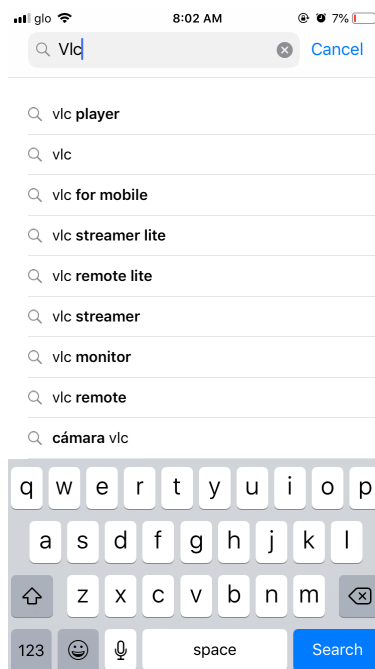 glo 8:02 AM 7%
Vlc Cancel
vlc player
vlc
vlc for mobile
vlc streamer lite
vlc remote lite
vlc streamer
vlc monitor
vlc remote
cámara vlc
q w e r t y u i o p
a s d f g h j k l
z x c v b n m
123 space Search